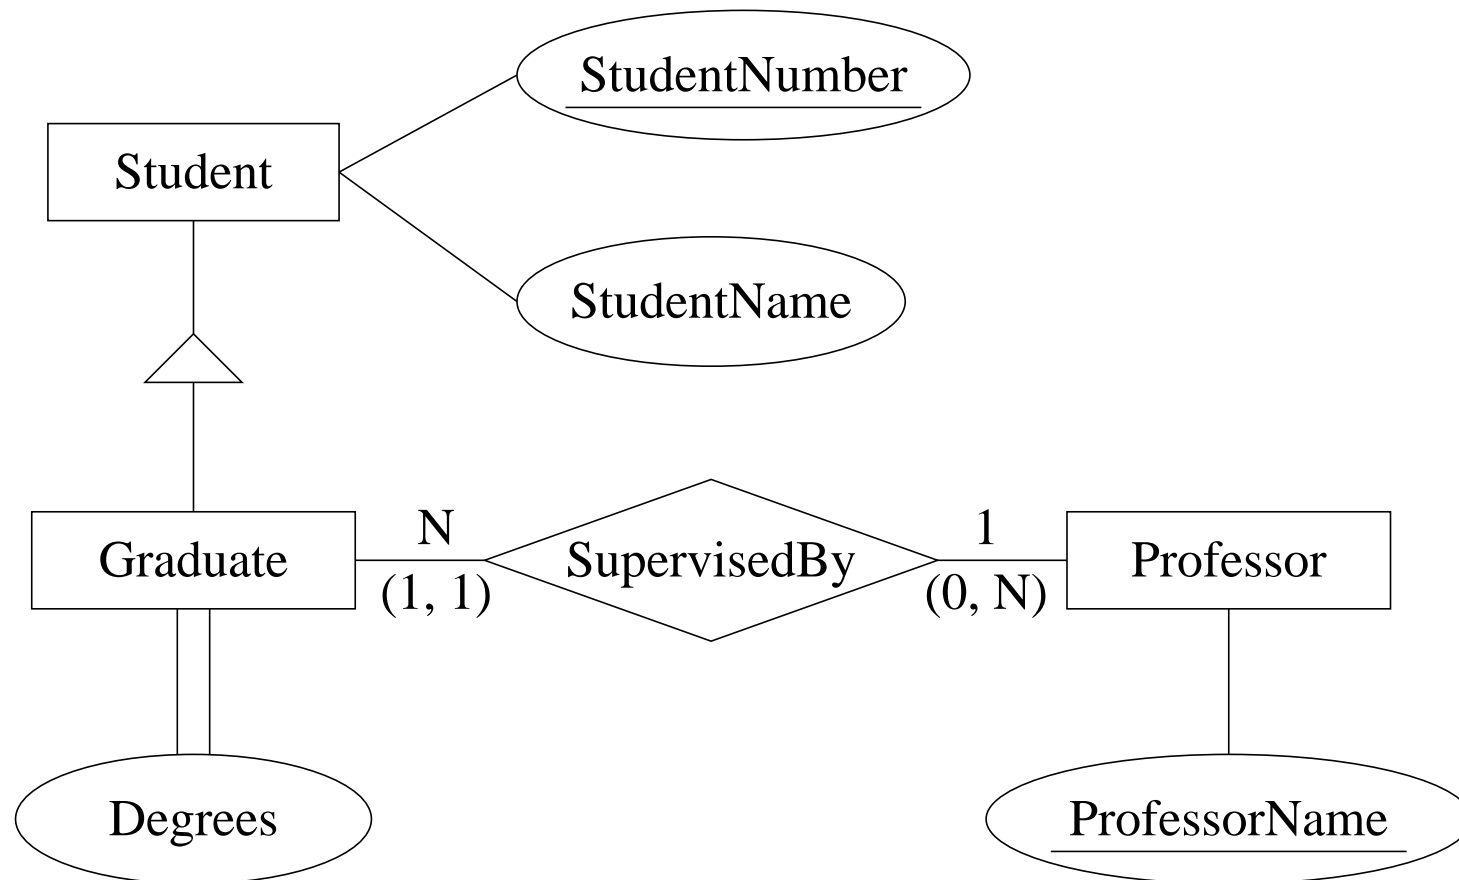 StudentNumber
Student
StudentName
N
1
Graduate
SupervisedBy
Professor
(1, 1)
(0, N)
Degrees
ProfessorName